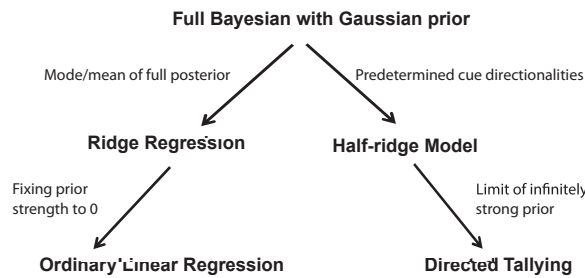 Full Bayesian with Gaussian prior
Mode/mean of full posterior
Predetermined cue directionalities
Ridge Regression
Half-ridge Model
Fixing prior
strength to 0
Limit of infinitely
strong prior
Ordinary Linear Regression
Directed Tallying